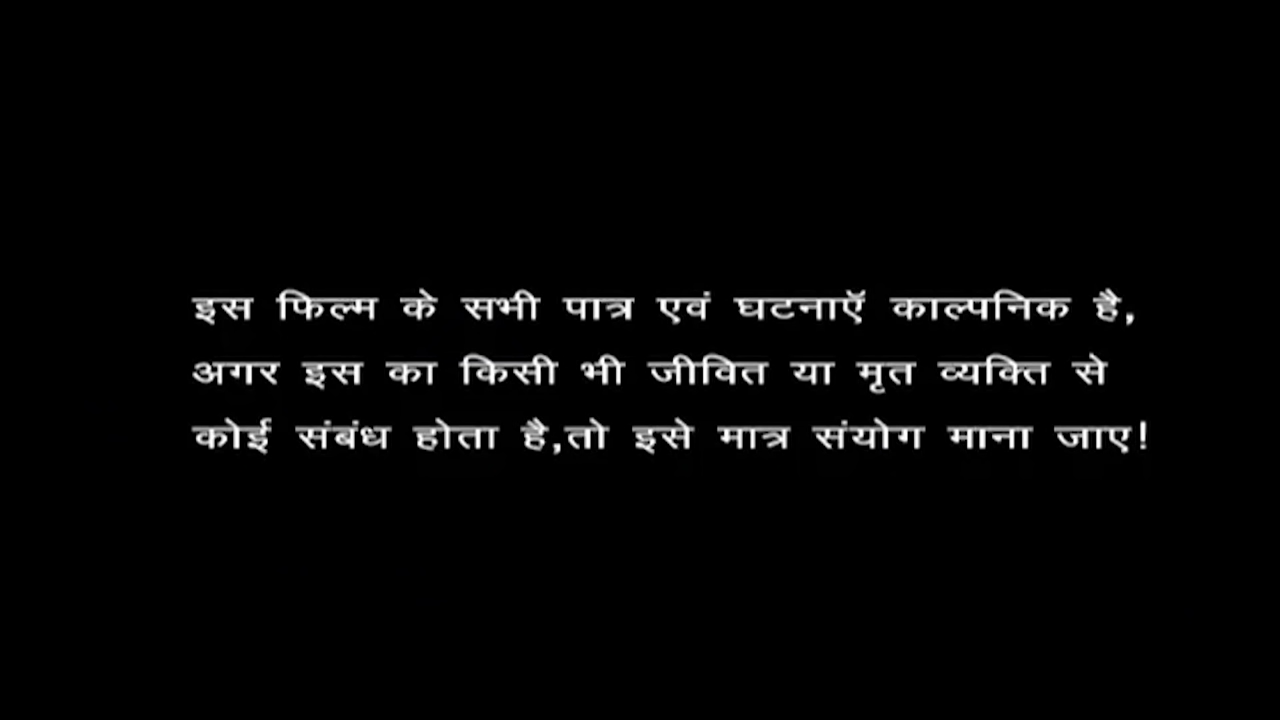 इस फिल्म के सभी पात्र एवं घटनाऍ काल्पनिक है,
अगर इस का किसी भी जीवित या मृत व्यक्ति से
कोई संबंध होता है,तो इसे मात्र संयोग माना जाए!